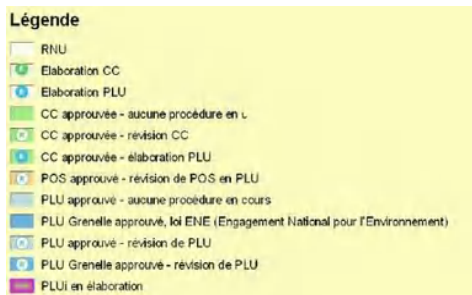 Légende
RNU
Elaboration CC
Elaboration PLU
CC approuvée - aucune procédure en
CC approuvée - révision CC
CC approuvée - élaboration PLU
POS approuvé - révision de POS en PLU
PLU approuvé - aucune procédure en cours
PLU Grenelle approuvé, loi ENE (Engagement National pour l'Environnement)
PLU approuvé - révision de PLU
PLU Grenelle approuvé - révision de PLU
PLUi en élaboration